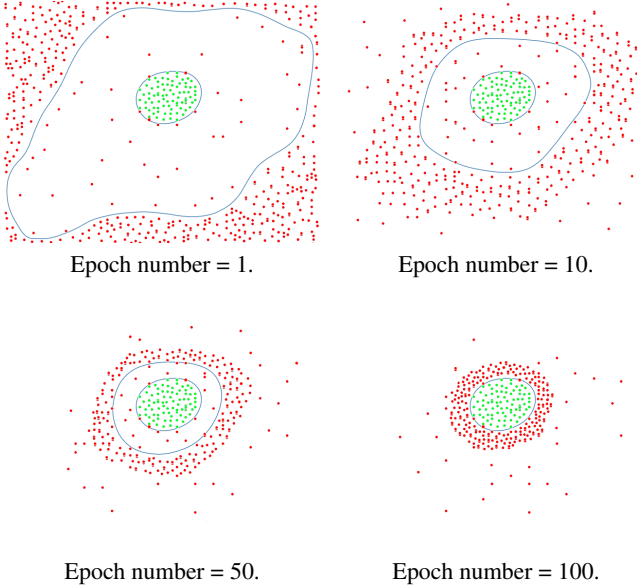 Epoch number = 1.
Epoch number = 10.
Epoch number = 50.
Epoch number = 100.